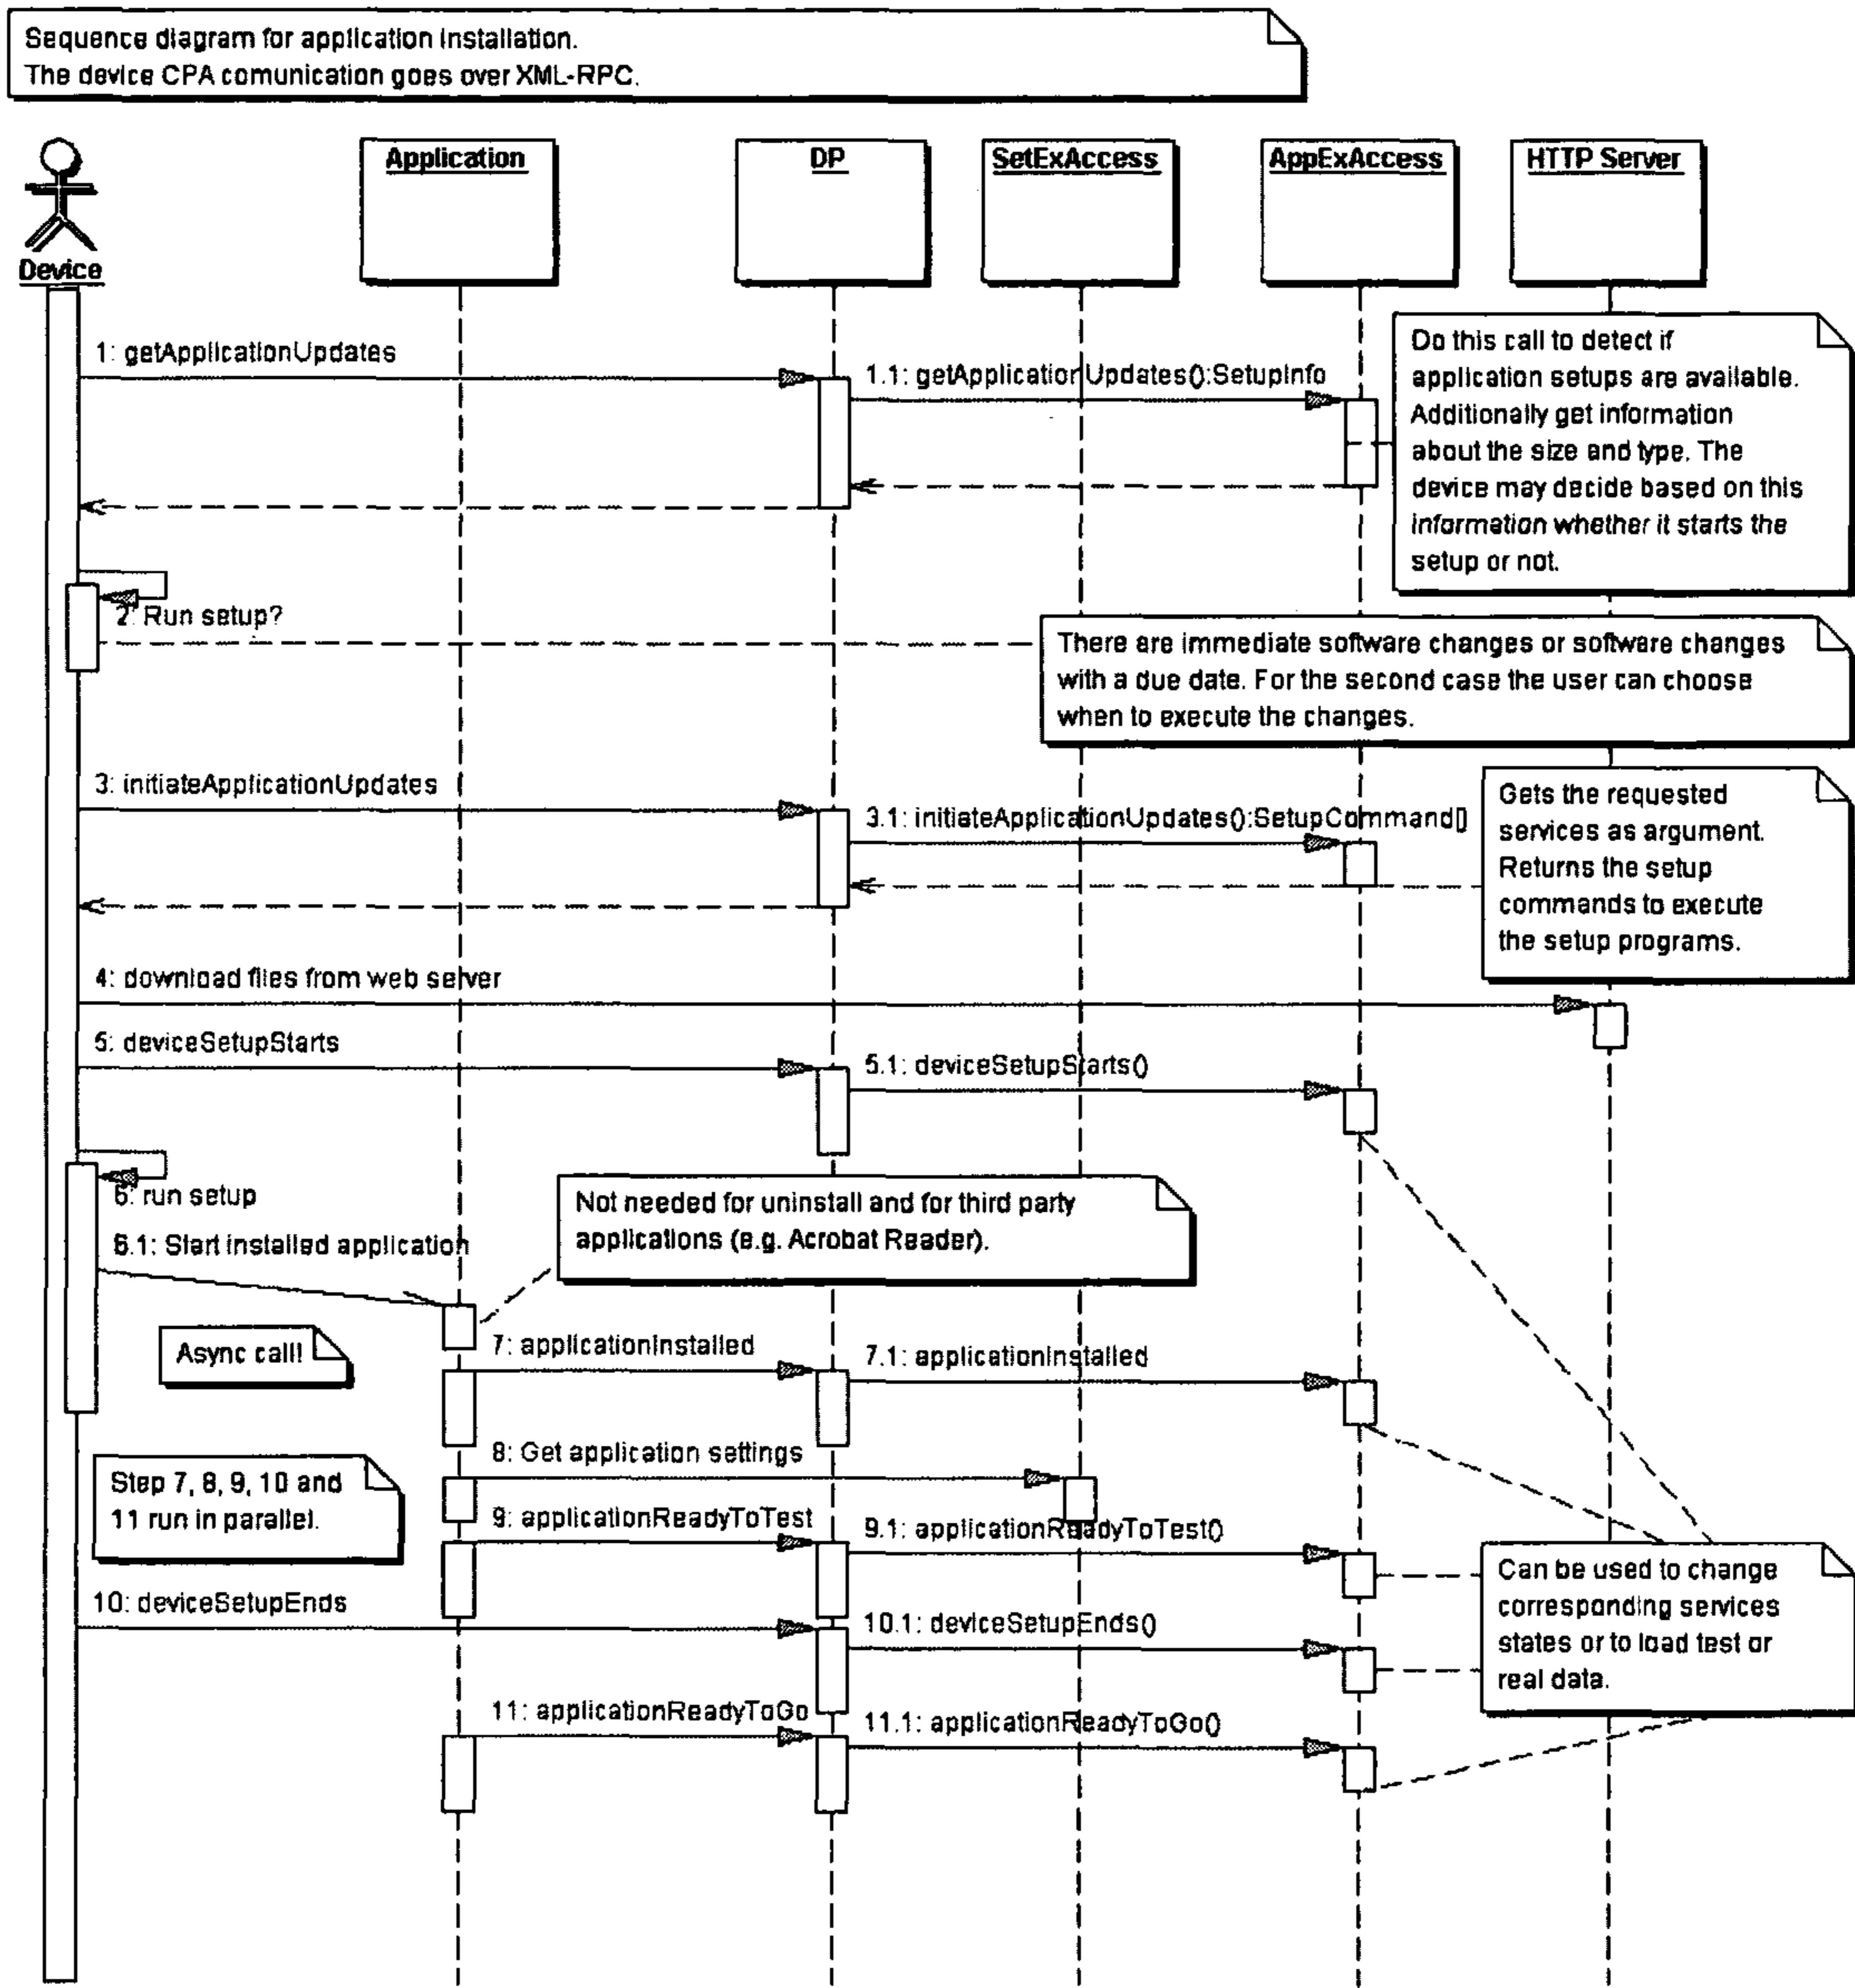 Sequence diagram for application installation.
The device CPA comunication goes over XML-RPC.
Device
Application
DP
SetExAccess
AppExAccess
HTTP Server
1: getApplicationUpdates
1.1: getApplicationUpdates():SetupInfo
Do this call to detect if
application setups are available.
Additionally get information
about the size and type. The
device may decide based on this
information whether it starts the
setup or not.
2: Run setup?
There are immediate software changes or software changes
with a due date. For the second case the user can choose
when to execute the changes.
3: initiateApplicationUpdates
3.1: initiateApplicationUpdates():SetupCommand[]
Gets the requested
services as argument.
Returns the setup
commands to execute
the setup programs.
4: download files from web server
5: deviceSetupStarts
5.1: deviceSetupStarts()
6: run setup
6.1: Start installed application
Not needed for uninstall and for third party
applications (e.g. Acrobat Reader).
Async call!
7: applicationInstalled
7.1: applicationInstalled
8: Get application settings
Step 7, 8, 9, 10 and
11 run in parallel.
9: applicationReadyToTest
9.1: applicationReadyToTest()
10: deviceSetupEnds
10.1: deviceSetupEnds()
Can be used to change
corresponding services
states or to load test or
real data.
11: applicationReadyToGo
11.1: applicationReadyToGo()